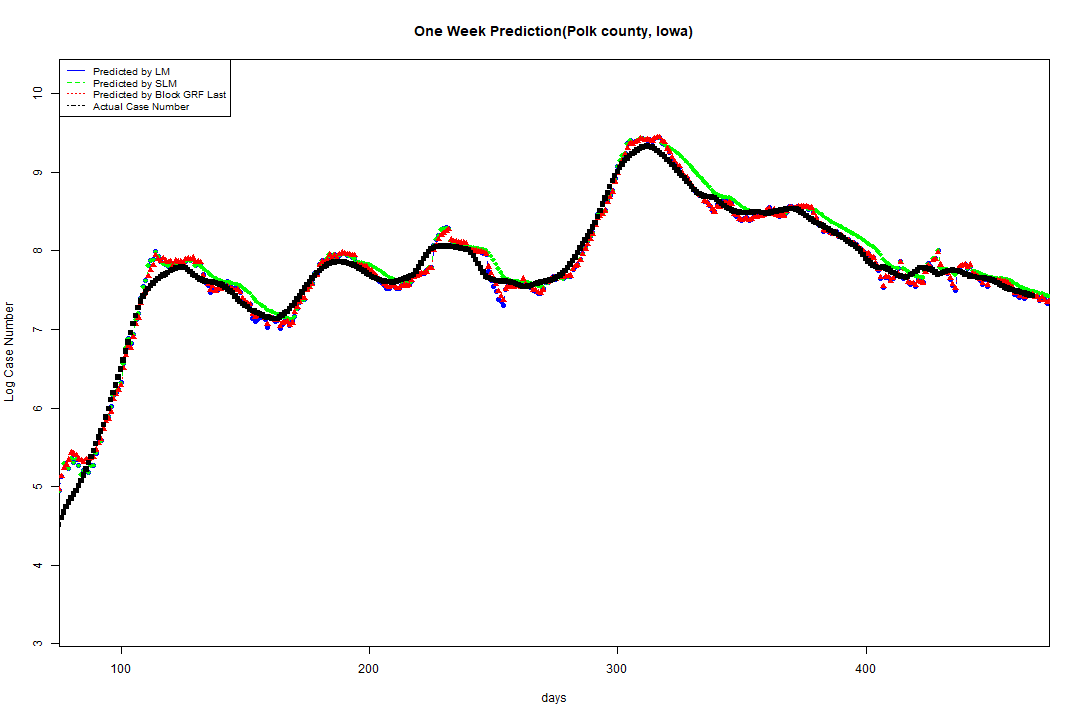 One Week Prediction(Polk county, Iowa)
Predicted by LM
Predicted by SLM
Predicted by Block GRF Last
Actual Case Number
Log Case Number
10
9
8
7
6
5
4
3
100 200 300 400
days